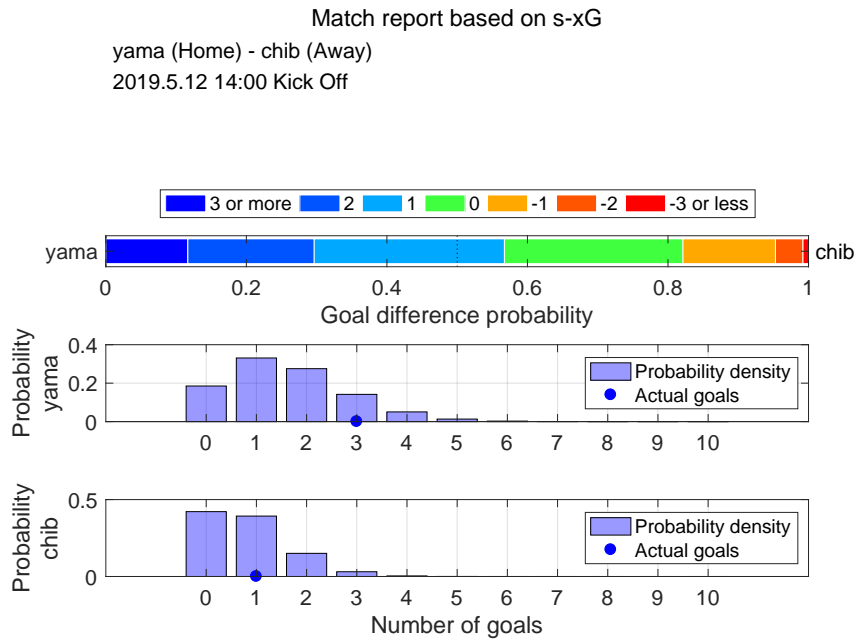 Match report based on s-xG
yama (Home) - chib (Away)
2019.5.12 14:00 Kick Off
3 or more 2 1 0 -1 -2 -3 or less
yama chib
0 0.2 0.4 0.6 0.8 1
Goal difference probability
Probability
yama
0.4
0.2
0
Probability density
Actual goals
0 1 2 3 4 5 6 7 8 9 10
Probability
chib
0.5
0
Probability density
Actual goals
0 1 2 3 4 5 6 7 8 9 10
Number of goals